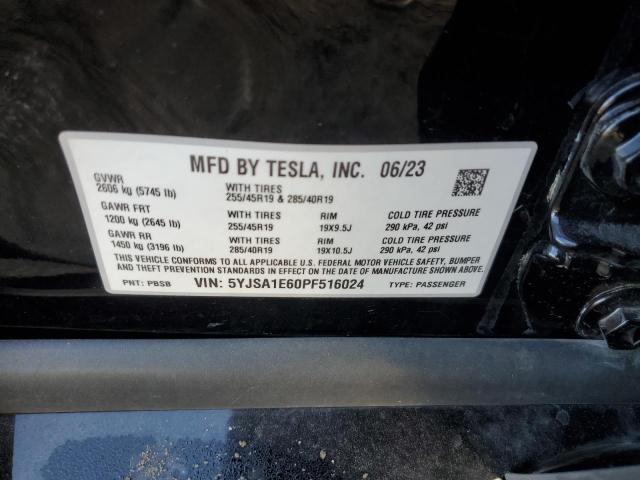 MFD BY TESLA, INC. 06/23
GVWR
2606 kg (5745 lb)
WITH TIRES
255/45R19 & 285/40R19
GAWR FRT
1200 kg (2645 lb)
WITH TIRES
255/45R19
RIM
19X9.5J
COLD TIRE PRESSURE
290 kPa, 42 psi
GAWR RR
1450 kg (3196 lb)
WITH TIRES
285/40R19
RIM
19X10.5J
COLD TIRE PRESSURE
290 kPa, 42 psi
THIS VEHICLE CONFORMS TO ALL APPLICABLE U.S. FEDERAL MOTOR VEHICLE SAFETY, BUMPER
AND THEFT PREVENTION STANDARDS IN EFFECT ON THE DATE OF MANUFACTURE SHOWN ABOVE.
PNT: PBSB VIN: 5YJSA1E60PF516024 TYPE: PASSENGER